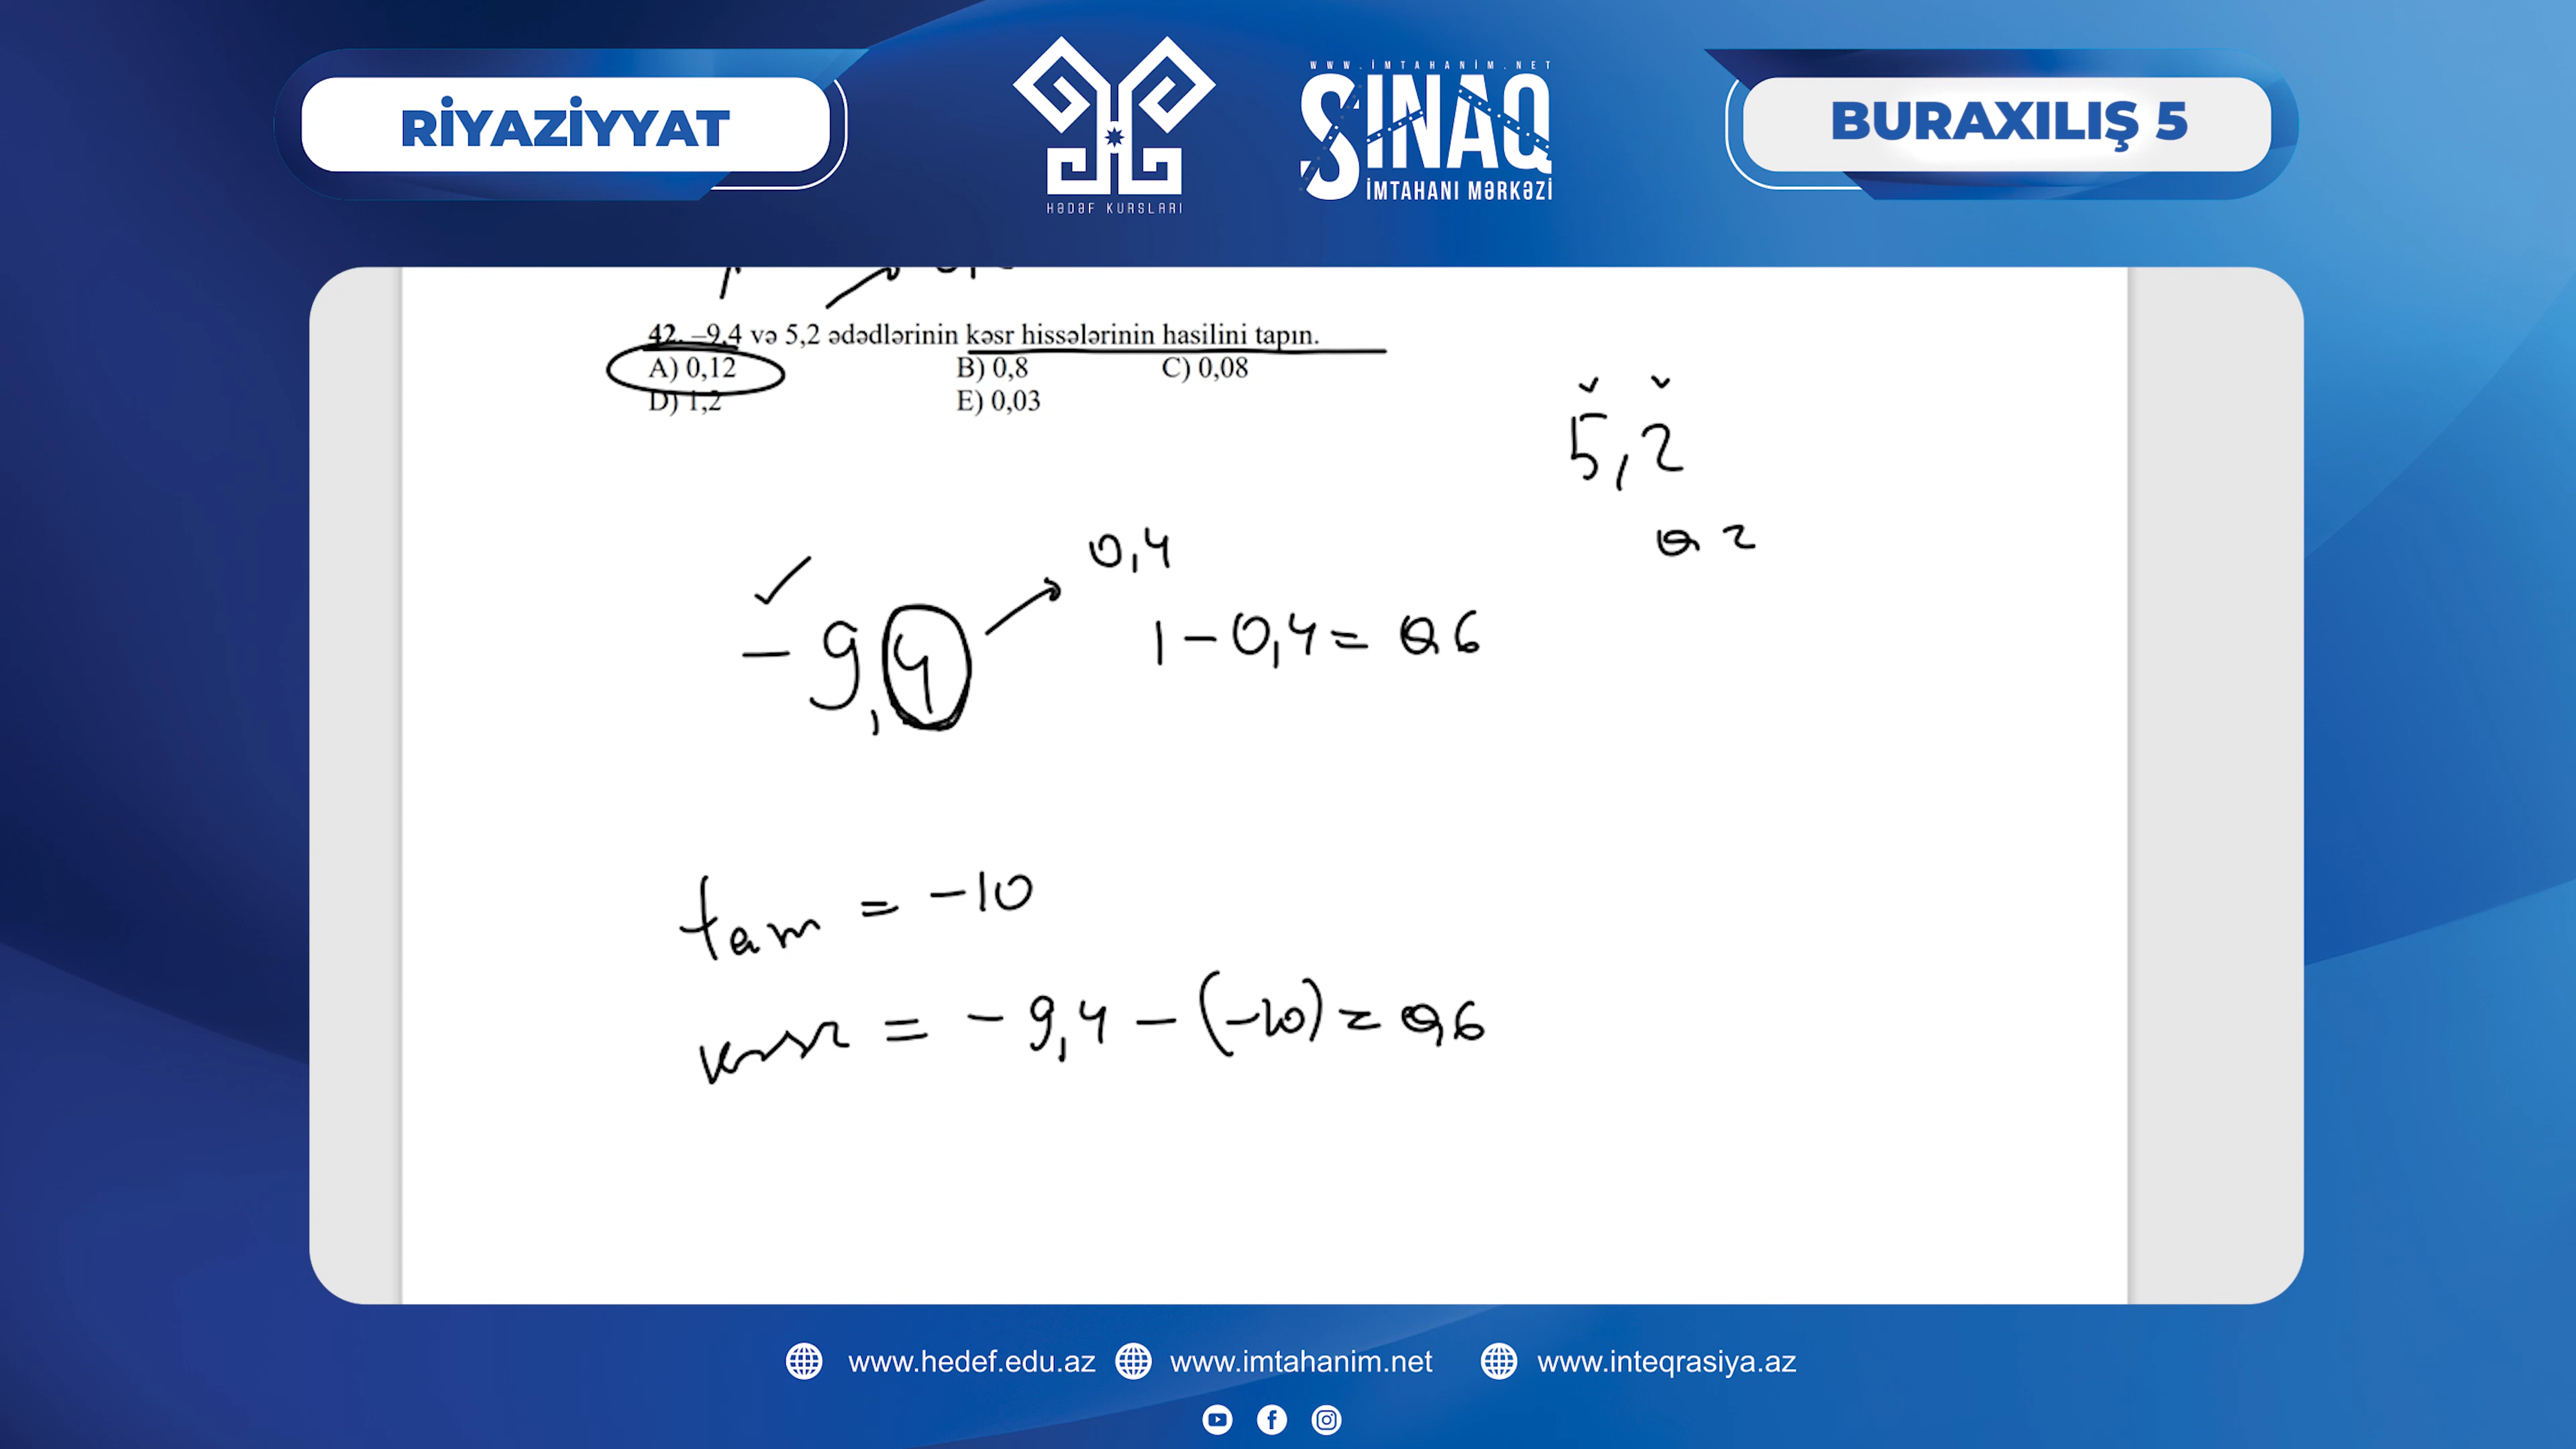 RİYAZİYYAT
HƏDƏF KURSLARI
WWW.İMTAHANİM.NET
SINAQ
İMTAHANI MƏRKƏZİ
BURAXILIŞ 5
42. –9,4 və 5,2 ədədlərinin kəsr hissələrinin hasilini tapın.
A) 0,12 B) 0,8 C) 0,08
D) 1,2 E) 0,03
5,2
0,2
0,4
- 9,4
1 - 0,4 = 0,6
tam = -10
kəsr = - 9,4 - (-10) = 0,6
www.hedef.edu.az www.imtahanim.net www.inteqrasiya.az